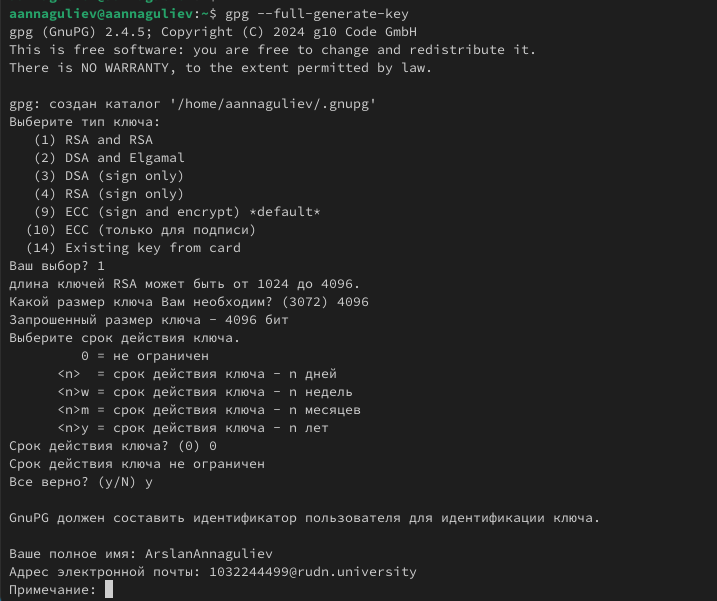 aannaguliev@aannaguliev:~$ gpg --full-generate-key
gpg (GnuPG) 2.4.5; Copyright (C) 2024 g10 Code GmbH
This is free software: you are free to change and redistribute it.
There is NO WARRANTY, to the extent permitted by law.

gpg: создан каталог '/home/aannaguliev/.gnupg'
Выберите тип ключа:
   (1) RSA and RSA
   (2) DSA and Elgamal
   (3) DSA (sign only)
   (4) RSA (sign only)
   (9) ECC (sign and encrypt) *default*
  (10) ECC (только для подписи)
  (14) Existing key from card
Ваш выбор? 1
длина ключей RSA может быть от 1024 до 4096.
Какой размер ключа Вам необходим? (3072) 4096
Запрошенный размер ключа - 4096 бит
Выберите срок действия ключа.
         0 = не ограничен
      <n>  = срок действия ключа - n дней
      <n>w = срок действия ключа - n недель
      <n>m = срок действия ключа - n месяцев
      <n>y = срок действия ключа - n лет
Срок действия ключа? (0) 0
Срок действия ключа не ограничен
Все верно? (y/N) y

GnuPG должен составить идентификатор пользователя для идентификации ключа.

Ваше полное имя: ArslanAnnaguliev
Адрес электронной почты: 1032244499@rudn.university
Примечание: